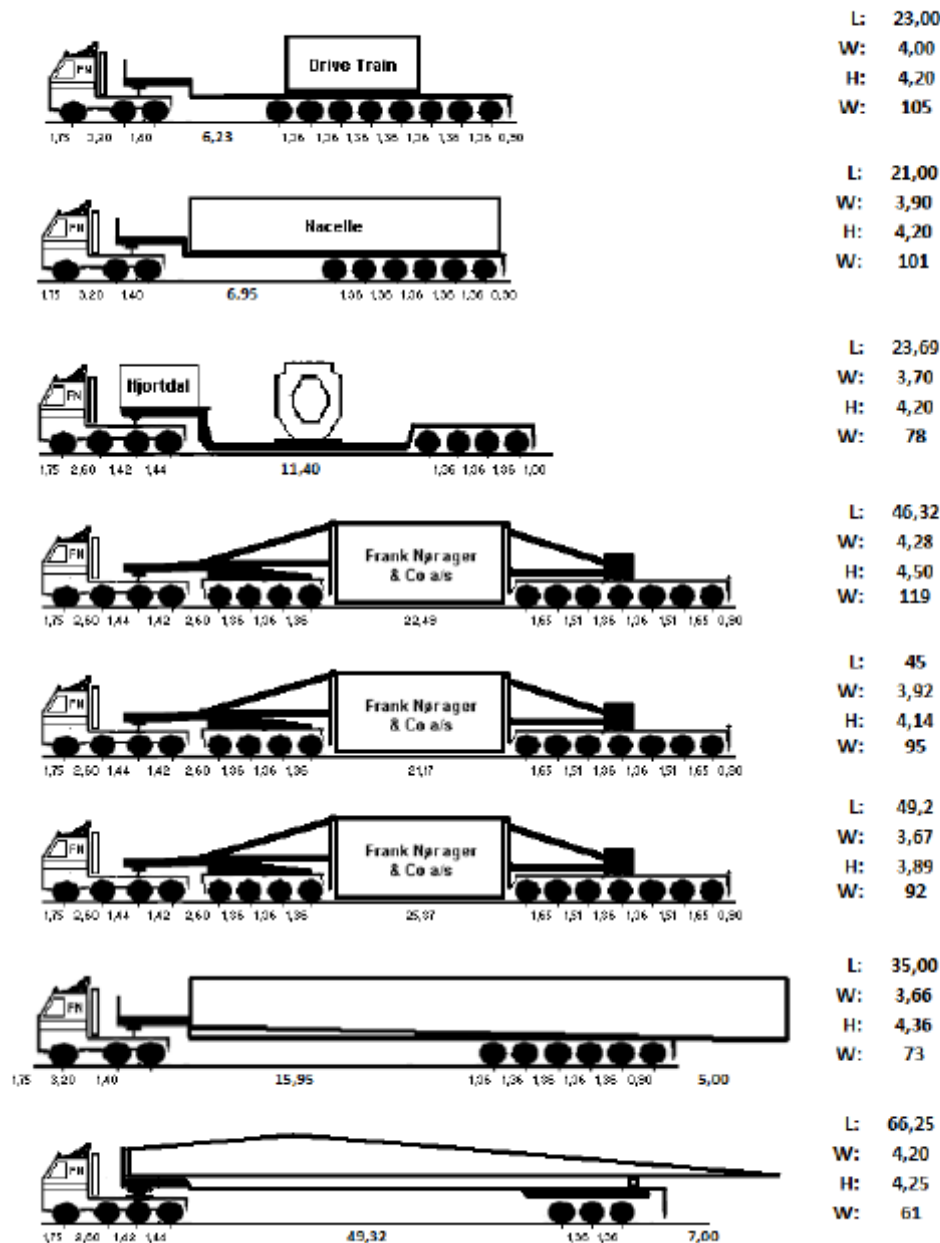 L: 23,00
W: 4,00
FN
Drive Train
H: 4,20
W: 105
1,75 3,20 6,23 1,36 1,36 1,36 1,36 1,36 1,36 1,36 0,90
L: 21,00
W: 3,90
FN
Nacelle
H: 4,20
W: 101
1,75 3,20 1,40 6,95 1,36 1,36 1,36 1,36 1,36 0,90
L: 23,69
W: 3,70
FN
Hjortdal
H: 4,20
W: 78
1,75 2,60 1,42 1,44 11,40 1,36 1,36 1,36 1,00
L: 46,32
W: 4,28
FN
Frank Nørager
& Co a/s
H: 4,50
W: 119
1,75 2,60 1,44 1,42 2,60 1,36 1,36 1,36 22,49 1,65 1,51 1,36 1,36 1,51 1,65 0,90
L: 45
W: 3,92
FN
Frank Nørager
& Co a/s
H: 4,14
W: 95
1,75 2,60 1,44 1,42 2,60 1,36 1,36 1,36 21,17 1,65 1,51 1,36 1,36 1,51 1,65 0,90
L: 49,2
W: 3,67
FN
Frank Nørager
& Co a/s
H: 3,89
W: 92
1,75 2,60 1,44 1,42 2,60 1,36 1,36 1,36 25,37 1,65 1,51 1,36 1,36 1,51 1,65 0,90
L: 35,00
W: 3,66
FN
H: 4,36
W: 73
1,75 3,20 1,40 15,95 1,36 1,36 1,36 1,36 1,36 0,90 5,00
L: 66,25
W: 4,20
FN
H: 4,25
W: 61
1,75 2,60 1,42 1,44 49,32 1,36 1,36 7,00